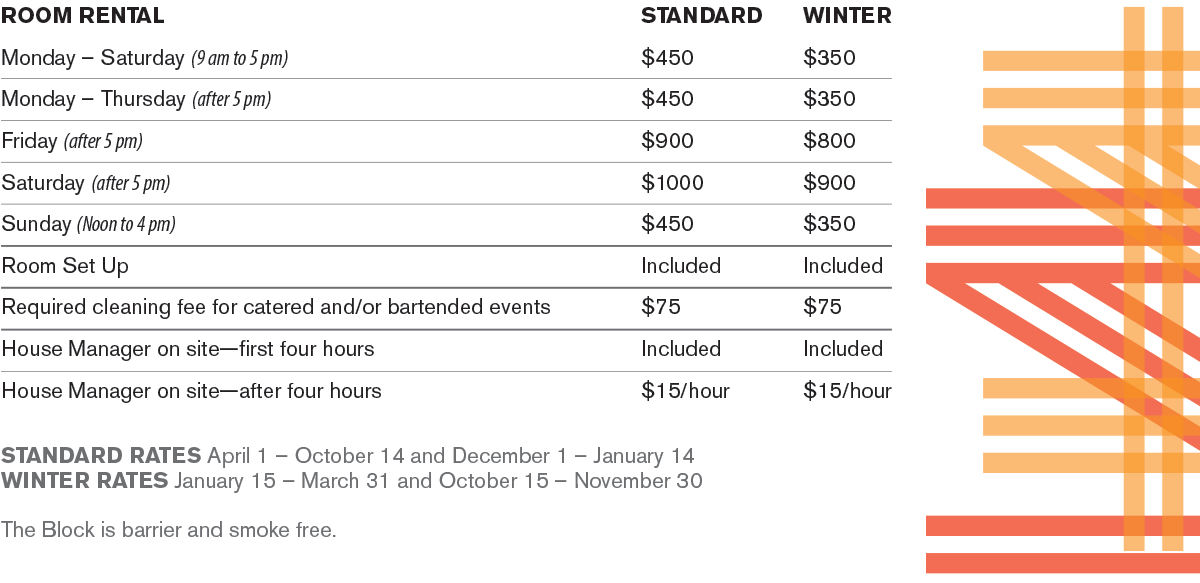 ROOM RENTAL STANDARD WINTER
Monday – Saturday (9 am to 5 pm) $450 $350
Monday – Thursday (after 5 pm) $450 $350
Friday (after 5 pm) $900 $800
Saturday (after 5 pm) $1000 $900
Sunday (Noon to 4 pm) $450 $350
Room Set Up Included Included
Required cleaning fee for catered and/or bartended events $75 $75
House Manager on site—first four hours Included Included
House Manager on site—after four hours $15/hour $15/hour
STANDARD RATES April 1 – October 14 and December 1 – January 14
WINTER RATES January 15 – March 31 and October 15 – November 30
The Block is barrier and smoke free.